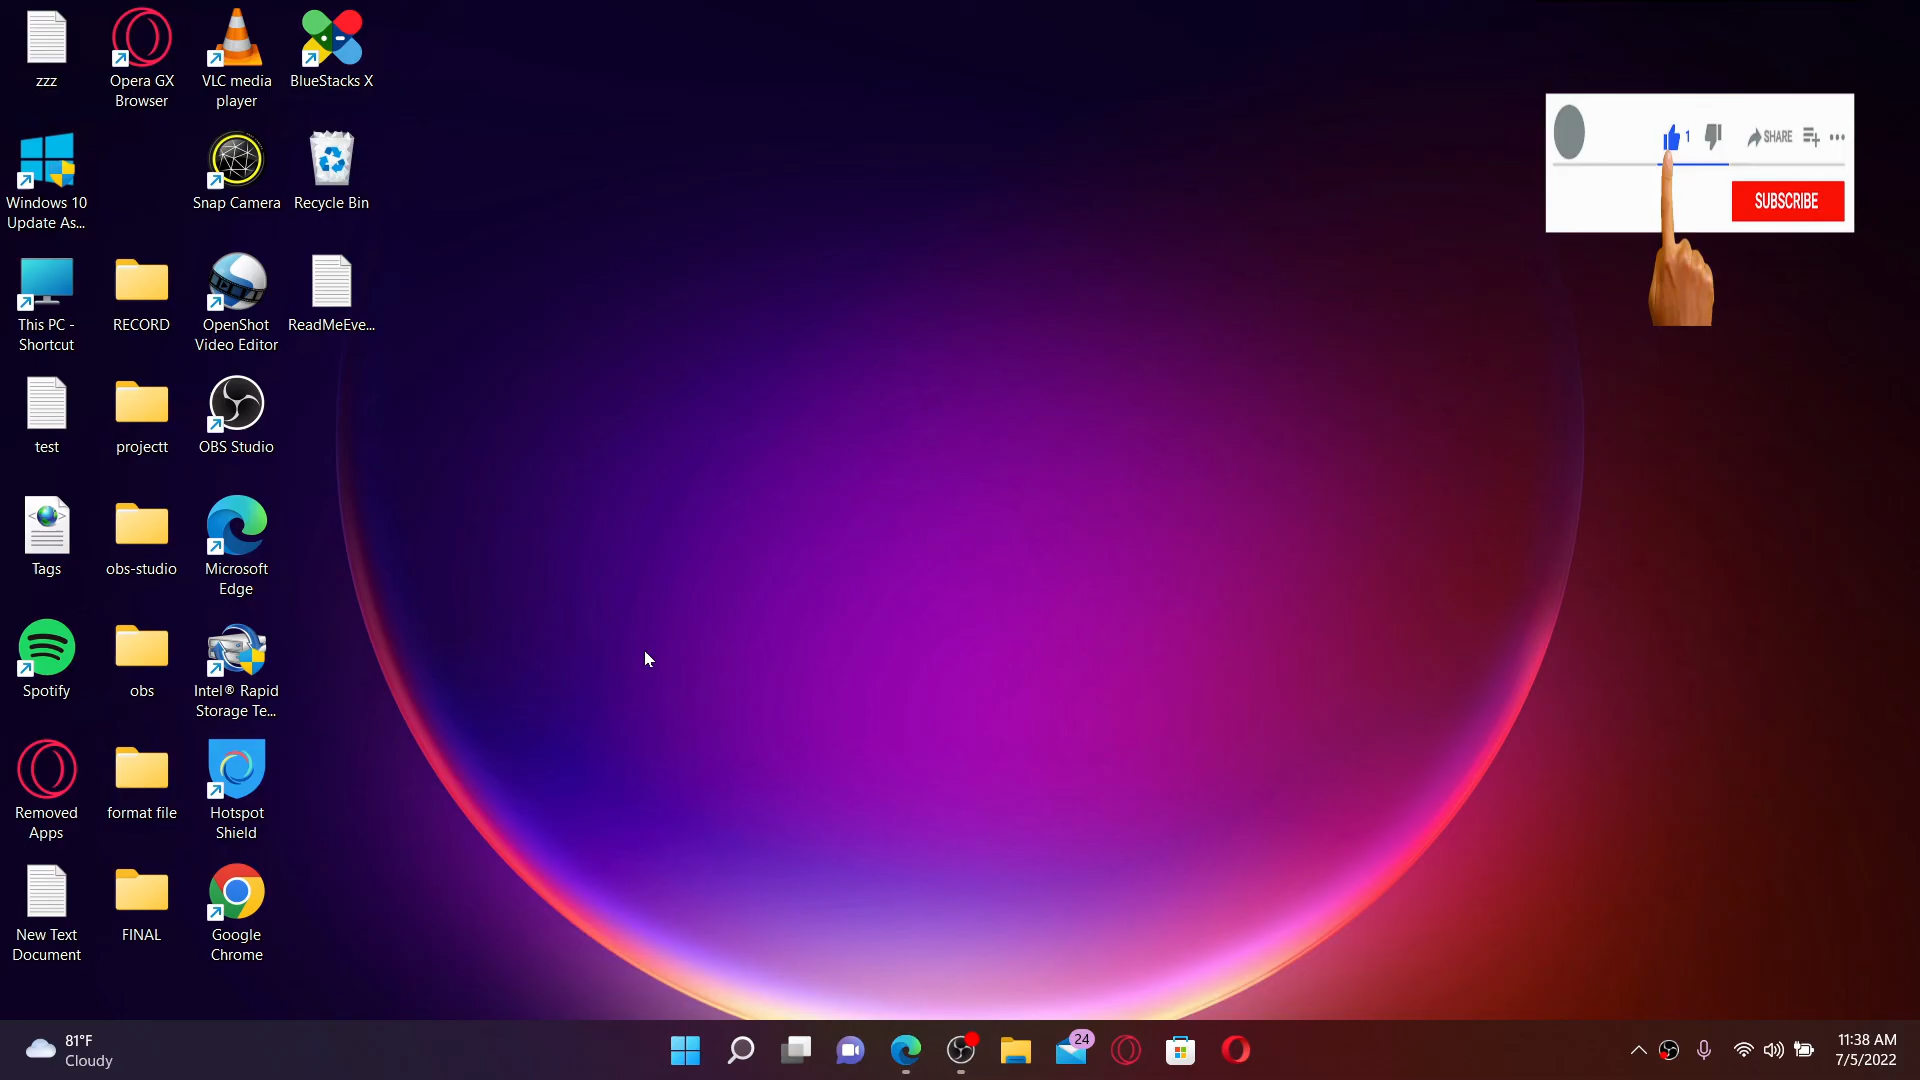 zzz
Opera GX
Browser
VLC media
player
BlueStacks X
Windows 10
Update As...
Snap Camera
Recycle Bin
This PC -
Shortcut
RECORD
OpenShot
Video Editor
ReadMeEve...
test
projectt
OBS Studio
Tags
obs-studio
Microsoft
Edge
Spotify
obs
Intel® Rapid
Storage Te...
Removed
Apps
format file
Hotspot
Shield
New Text
Document
FINAL
Google
Chrome
1
SHARE
SUBSCRIBE
81°F
Cloudy
24
11:38 AM
7/5/2022